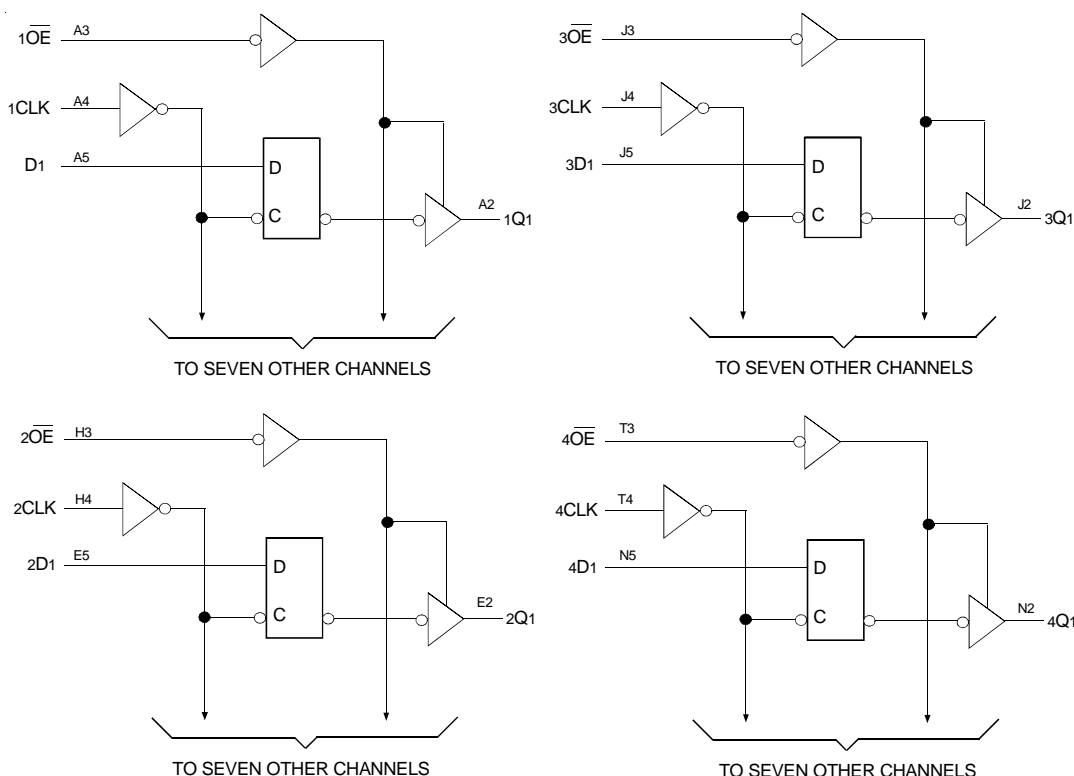 1OE A3
1CLK A4
D1 A5
D
C
A2 1Q1
TO SEVEN OTHER CHANNELS
3OE J3
3CLK J4
3D1 J5
D
C
J2 3Q1
TO SEVEN OTHER CHANNELS
2OE H3
2CLK H4
2D1 E5
D
C
E2 2Q1
TO SEVEN OTHER CHANNELS
4OE T3
4CLK T4
4D1 N5
D
C
N2 4Q1
TO SEVEN OTHER CHANNELS